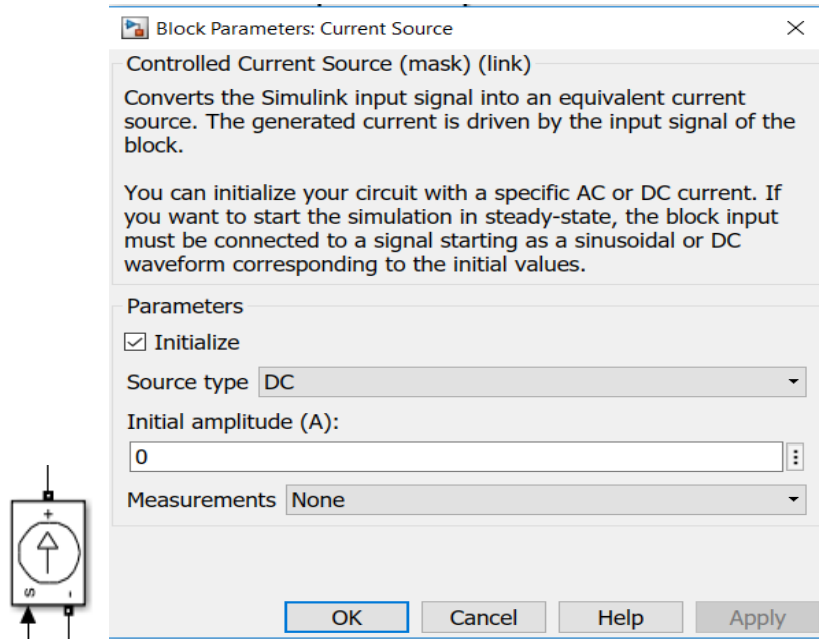 Block Parameters: Current Source
Controlled Current Source (mask) (link)
Converts the Simulink input signal into an equivalent current
source. The generated current is driven by the input signal of the
block.
You can initialize your circuit with a specific AC or DC current. If
you want to start the simulation in steady-state, the block input
must be connected to a signal starting as a sinusoidal or DC
waveform corresponding to the initial values.
Parameters
Initialize
Source type DC
Initial amplitude (A):
0
Measurements None
OK Cancel Help Apply
+
s -